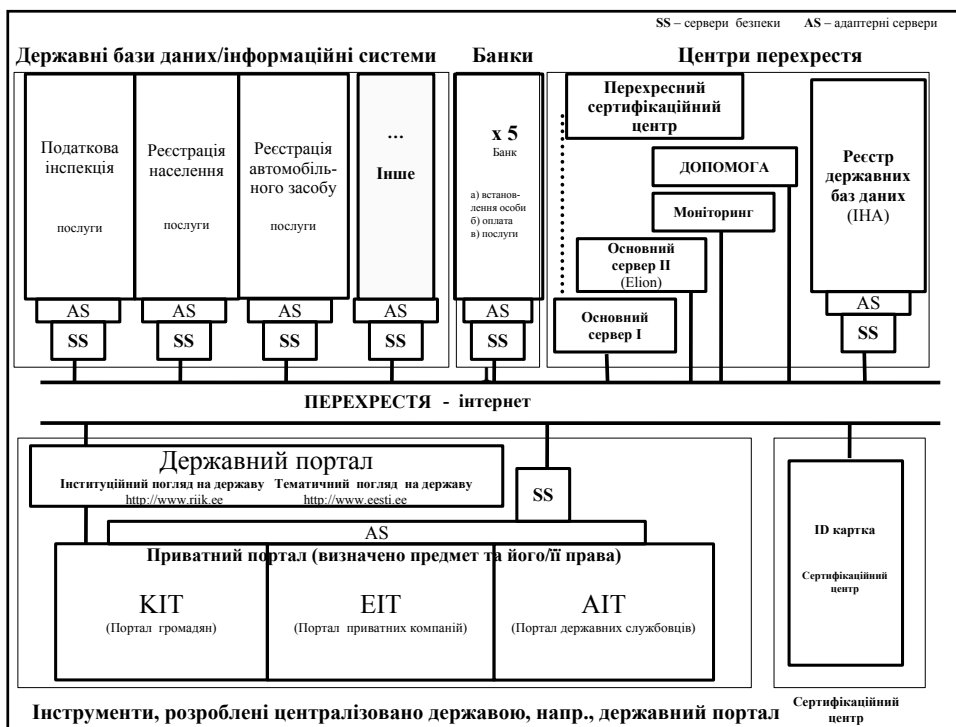 SS – сервери безпеки AS – адаптерні сервери
Державні бази даних/інформаційні системи
Банки
Центри перехрестя
Податкова
інспекція
послуги
Реєстрація
населення
послуги
Реєстрація
автомобіль-
ного засобу
послуги
...
Інше
x 5
Банк
а) встанов-
лення особи
б) оплата
в) послуги
Перехресний
сертифікаційний
центр
ДОПОМОГА
Моніторинг
Основний
сервер II
(Elion)
Основний
сервер I
Реєстр
державних
баз даних
(ІНА)
AS
AS
AS
AS
AS
AS
SS
SS
SS
SS
SS
SS
ПЕРЕХРЕСТЯ - інтернет
Державний портал
Інституційний погляд на державу Тематичний погляд на державу
http://www.riik.ee http://www.eesti.ee
SS
AS
Приватний портал (визначено предмет та його/її права)
KIT
(Портал громадян)
EIT
(Портал приватних компаній)
AIT
(Портал державних службовців)
ID картка
Сертифікаційний
центр
Інструменти, розроблені централізовано державою, напр., державний портал
Сертифікаційний
центр